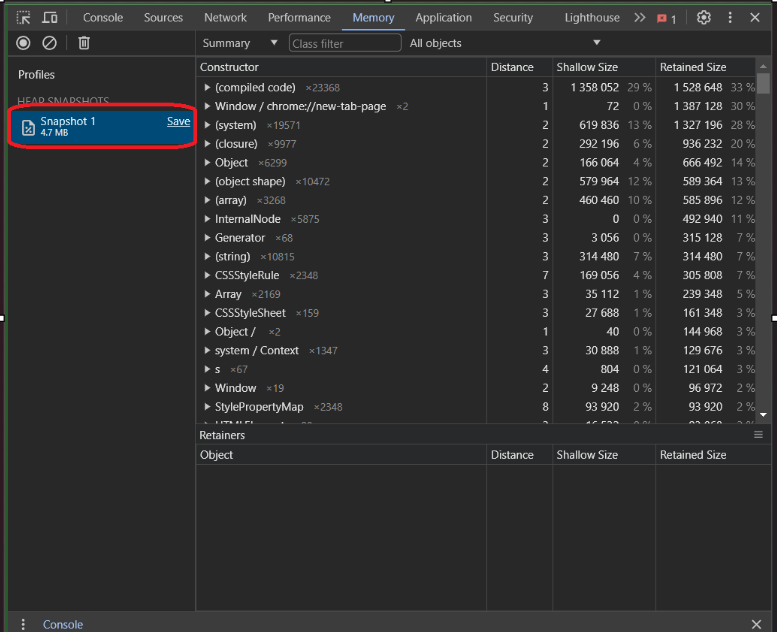 Console Sources Network Performance Memory Application Security Lighthouse 1
Summary Class filter All objects
Profiles
HEAP SNAPSHOTS
Snapshot 1 Save
4.7 MB
Constructor Distance Shallow Size Retained Size
(compiled code) ×23368 3 1 358 052 29 % 1 528 648 33 %
Window / chrome://new-tab-page ×2 1 72 0 % 1 387 128 30 %
(system) ×19571 2 619 836 13 % 1 327 196 28 %
(closure) ×9977 2 292 196 6 % 936 232 20 %
Object ×6299 2 166 064 4 % 666 492 14 %
(object shape) ×10472 2 579 964 12 % 589 364 13 %
(array) ×3268 2 460 460 10 % 585 896 12 %
InternalNode ×5875 3 0 0 % 492 940 11 %
Generator ×68 3 3 056 0 % 315 128 7 %
(string) ×10815 3 314 480 7 % 314 480 7 %
CSSStyleRule ×2348 7 169 056 4 % 305 808 7 %
Array ×2169 3 35 112 1 % 239 348 5 %
CSSStyleSheet ×159 3 27 688 1 % 161 348 3 %
Object / ×2 1 40 0 % 144 968 3 %
system / Context ×1347 3 30 888 1 % 129 676 3 %
s ×67 4 804 0 % 121 064 3 %
Window ×19 2 9 248 0 % 96 972 2 %
StylePropertyMap ×2348 8 93 920 2 % 93 920 2 %
Retainers
Object Distance Shallow Size Retained Size
Console